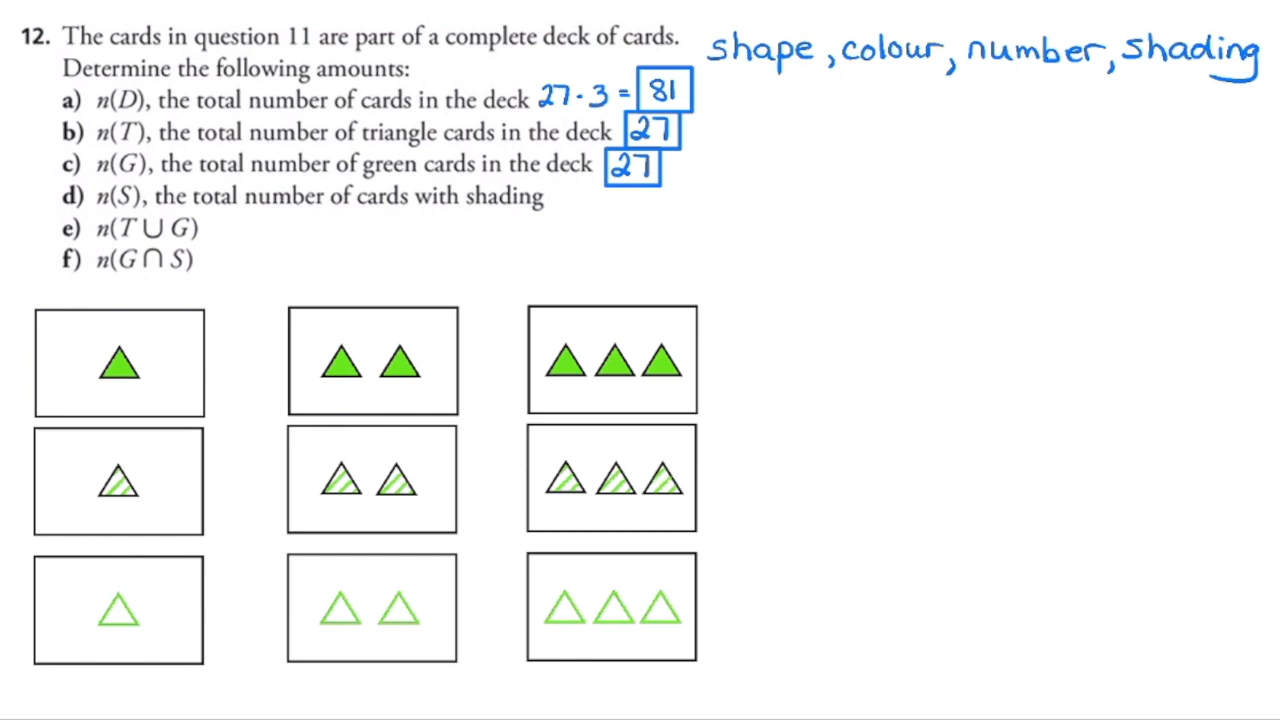 12. The cards in question 11 are part of a complete deck of cards.
shape, colour, number, shading
Determine the following amounts:
a) n(D), the total number of cards in the deck 27·3 = 81
b) n(T), the total number of triangle cards in the deck 27
c) n(G), the total number of green cards in the deck 27
d) n(S), the total number of cards with shading
e) n(T ∪ G)
f) n(G ∩ S)